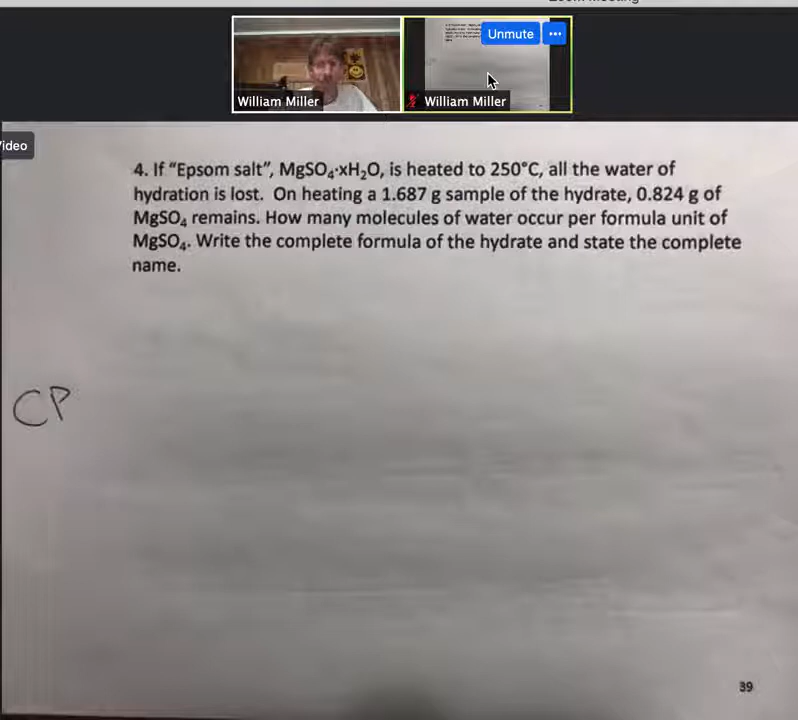 Unmute
William Miller
William Miller
4. If "Epsom salt", MgSO₄·xH₂O, is heated to 250°C, all the water of
hydration is lost. On heating a 1.687 g sample of the hydrate, 0.824 g of
MgSO₄ remains. How many molecules of water occur per formula unit of
MgSO₄. Write the complete formula of the hydrate and state the complete
name.
CP
39